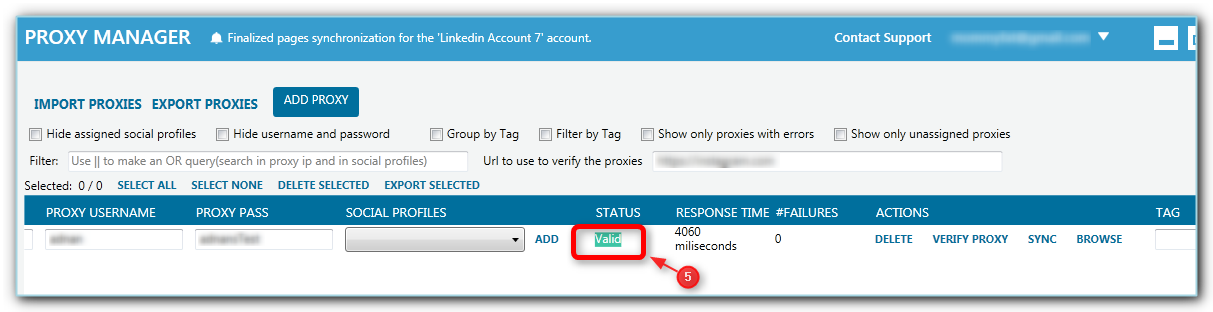 PROXY MANAGER Finalized pages synchronization for the 'Linkedin Account 7' account. Contact Support
IMPORT PROXIES EXPORT PROXIES ADD PROXY
Hide assigned social profiles Hide username and password Group by Tag Filter by Tag Show only proxies with errors Show only unassigned proxies
Filter: Use || to make an OR query(search in proxy ip and in social profiles) Url to use to verify the proxies
Selected: 0 / 0 SELECT ALL SELECT NONE DELETE SELECTED EXPORT SELECTED
PROXY USERNAME PROXY PASS SOCIAL PROFILES STATUS RESPONSE TIME #FAILURES ACTIONS TAG
ADD Valid 4060 miliseconds 0 DELETE VERIFY PROXY SYNC BROWSE
5